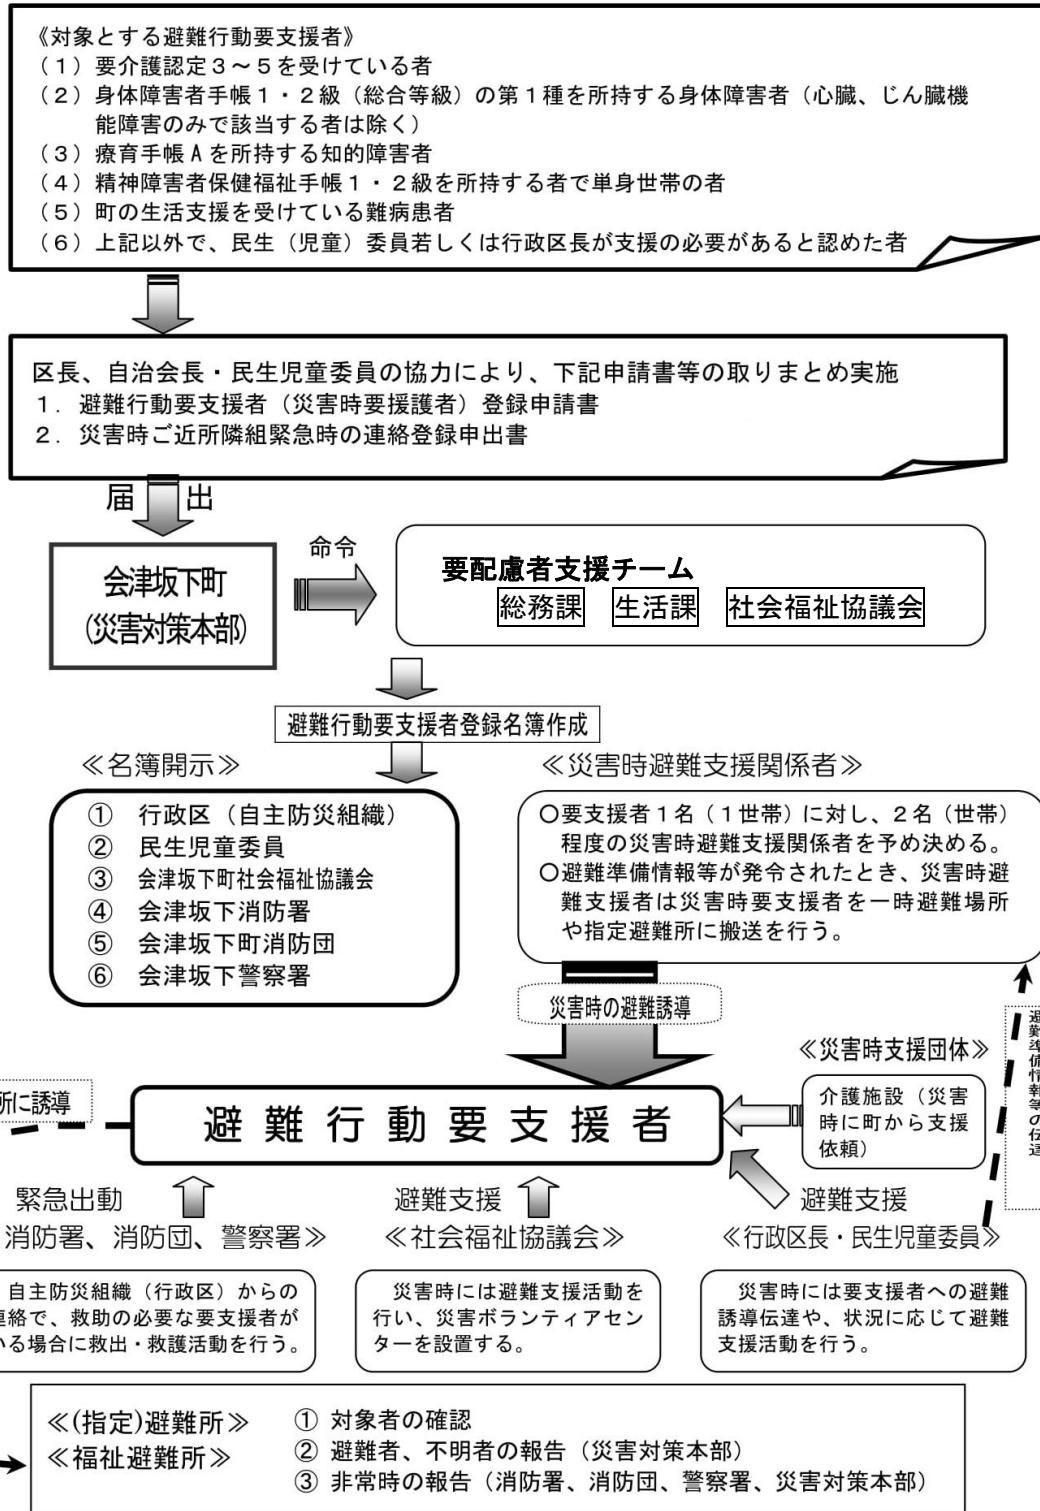 《対象とする避難行動要支援者》
（１）要介護認定３～５を受けている者
（２）身体障害者手帳１・２級（総合等級）の第１種を所持する身体障害者（心臓、じん臓機
能障害のみで該当する者は除く）
（３）療育手帳Ａを所持する知的障害者
（４）精神障害者保健福祉手帳１・２級を所持する者で単身世帯の者
（５）町の生活支援を受けている難病患者
（６）上記以外で、民生（児童）委員若しくは行政区長が支援の必要があると認めた者
区長、自治会長・民生児童委員の協力により、下記申請書等の取りまとめ実施
１．避難行動要支援者（災害時要援護者）登録申請書
２．災害時ご近所隣組緊急時の連絡登録申出書
届 出
会津坂下町
(災害対策本部)
命令
要配慮者支援チーム
総務課 生活課 社会福祉協議会
避難行動要支援者登録名簿作成
≪名簿開示≫
① 行政区（自主防災組織）
② 民生児童委員
③ 会津坂下町社会福祉協議会
④ 会津坂下消防署
⑤ 会津坂下町消防団
⑥ 会津坂下警察署
≪災害時避難支援関係者≫
○要支援者１名（１世帯）に対し、２名（世帯）
程度の災害時避難支援関係者を予め決める。
○避難準備情報等が発令されたとき、災害時避
難支援者は災害時要支援者を一時避難場所
や指定避難所に搬送を行う。
災害時の避難誘導
≪災害時支援団体≫
介護施設（災害
時に町から支援
依頼）
避難準備情報等の伝達
所に誘導
避難行動要支援者
緊急出動
消防署、消防団、警察署≫
自主防災組織（行政区）からの
連絡で、救助の必要な要支援者が
いる場合に救出・救護活動を行う。
避難支援
≪社会福祉協議会≫
災害時には避難支援活動を
行い、災害ボランティアセン
ターを設置する。
避難支援
≪行政区長・民生児童委員≫
災害時には要支援者への避難
誘導伝達や、状況に応じて避難
支援活動を行う。
≪(指定)避難所≫
≪福祉避難所≫
① 対象者の確認
② 避難者、不明者の報告（災害対策本部）
③ 非常時の報告（消防署、消防団、警察署、災害対策本部）